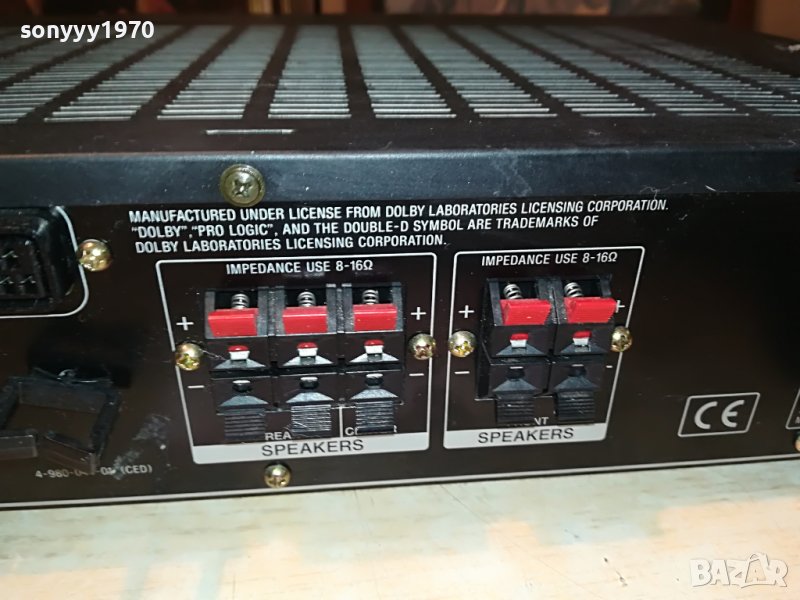 sonyyy1970
MANUFACTURED UNDER LICENSE FROM DOLBY LABORATORIES LICENSING CORPORATION.
"DOLBY", "PRO LOGIC", AND THE DOUBLE-D SYMBOL ARE TRADEMARKS OF
DOLBY LABORATORIES LICENSING CORPORATION.
IMPEDANCE USE 8-16Ω
+ +
− −
SPEAKERS
IMPEDANCE USE 8-16Ω
+ +
− −
SPEAKERS
CE
(CED)
BAZAR